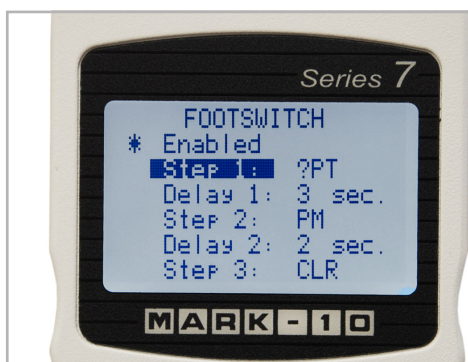 Series 7
FOOTSWITCH
* Enabled
Step 1: ?PT
Delay 1: 3 sec.
Step 2: PM
Delay 2: 2 sec.
Step 3: CLR
MARK-10